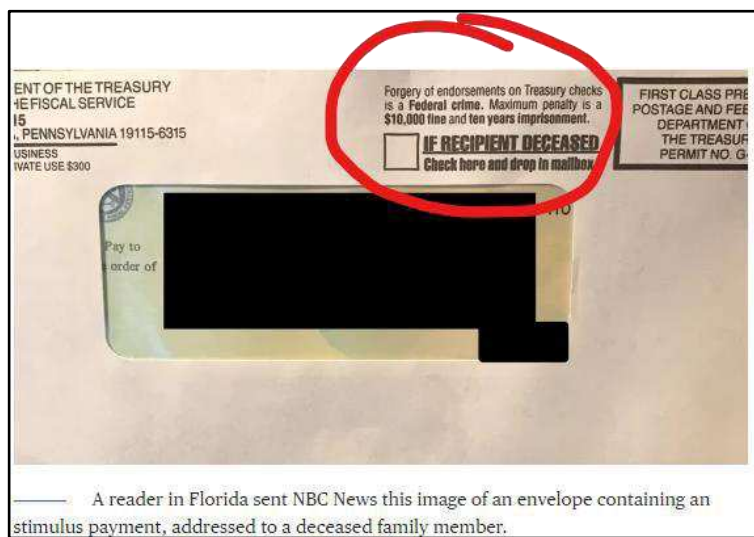 ENT OF THE TREASURY
HE FISCAL SERVICE
15
, PENNSYLVANIA 19115-6315
USINESS
IVATE USE $300
Forgery of endorsements on Treasury checks
is a Federal crime. Maximum penalty is a
$10,000 fine and ten years imprisonment.
IF RECIPIENT DECEASED
Check here and drop in mailbox
FIRST CLASS PRE
POSTAGE AND FEE
DEPARTMENT
THE TREASUR
PERMIT NO. G
Pay to
order of
A reader in Florida sent NBC News this image of an envelope containing an
stimulus payment, addressed to a deceased family member.